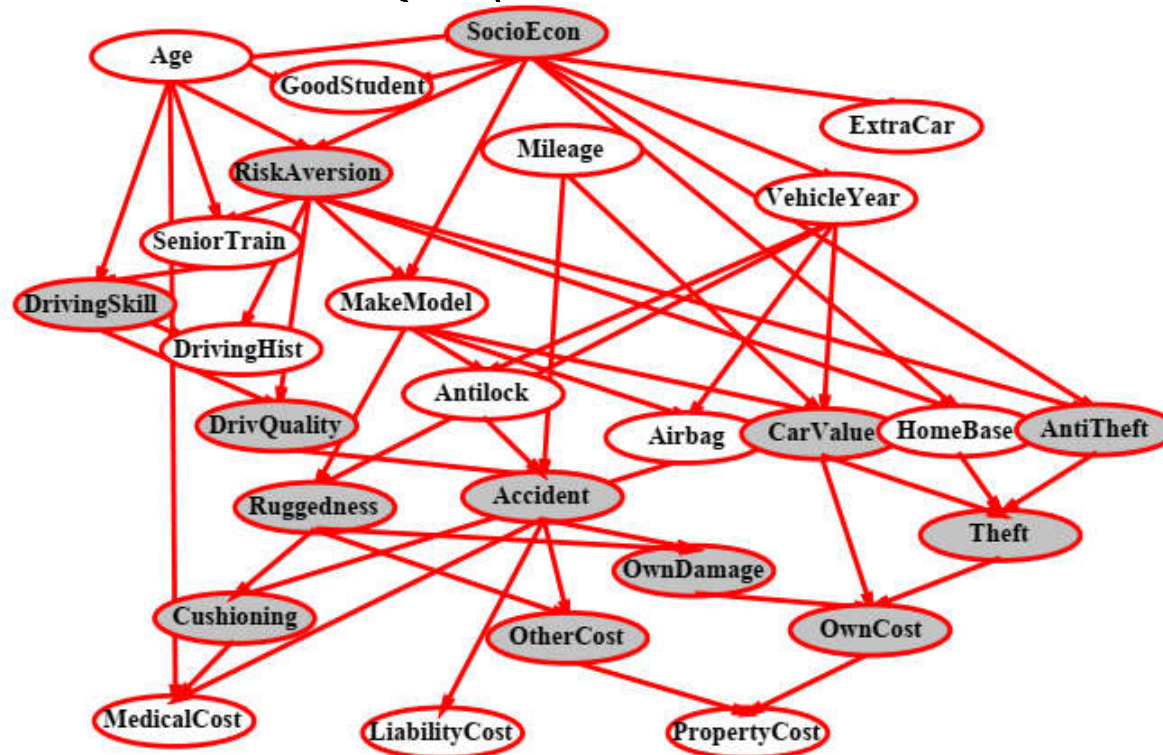 SocioEcon
Age
GoodStudent
ExtraCar
Mileage
RiskAversion
VehicleYear
SeniorTrain
DrivingSkill
MakeModel
DrivingHist
Antilock
DrivQuality
Airbag
CarValue
HomeBase
AntiTheft
Ruggedness
Accident
Theft
OwnDamage
Cushioning
OtherCost
OwnCost
MedicalCost
LiabilityCost
PropertyCost